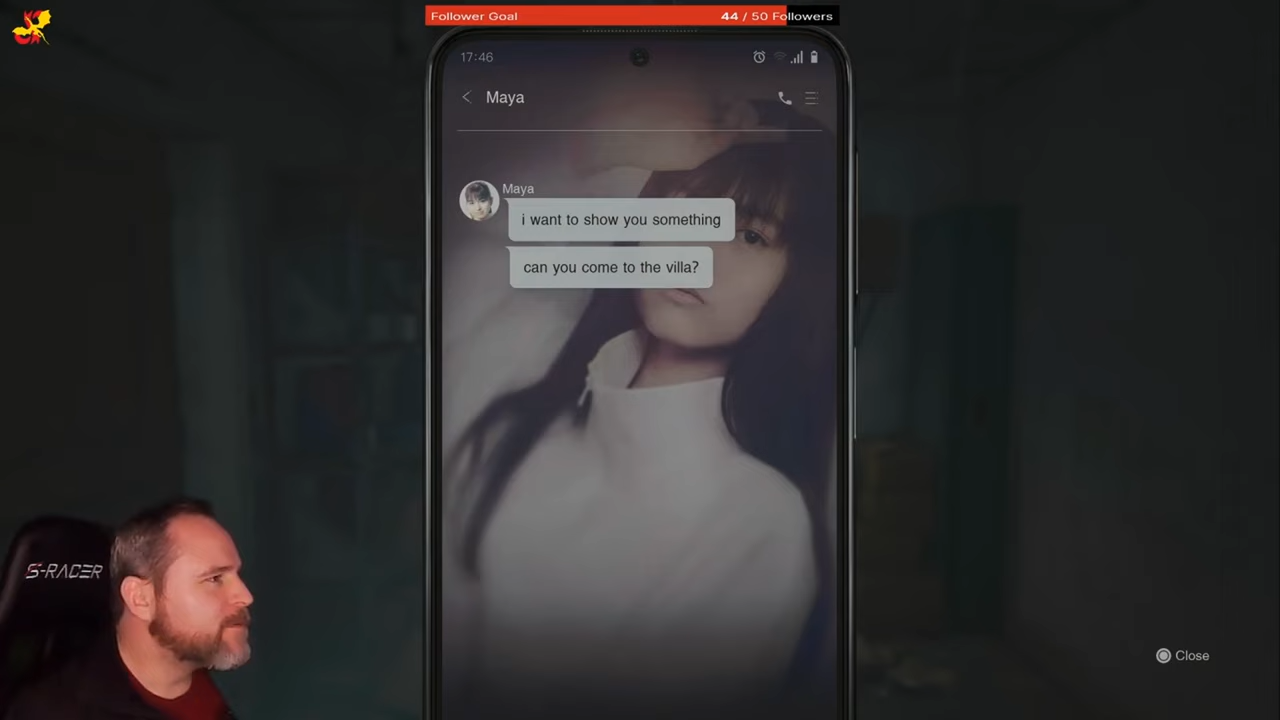 Follower Goal 44 / 50 Followers
17:46
Maya
Maya
i want to show you something
can you come to the villa?
S-RACER
Close